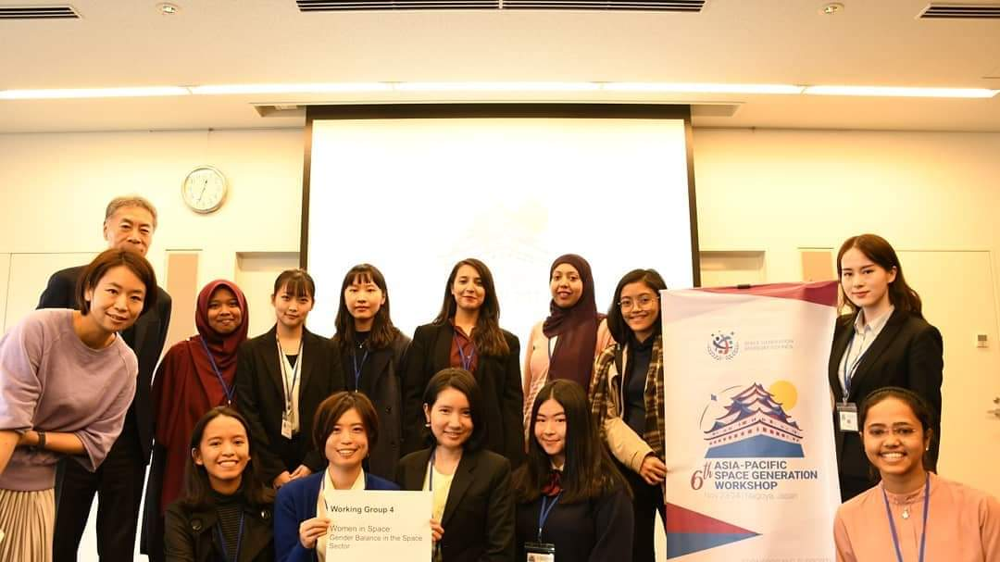 SPACE GENERATION
ADVISORY COUNCIL
6th ASIA-PACIFIC
SPACE GENERATION
WORKSHOP
Nagoya, Japan
Working Group 4
Women in Space:
Gender Balance in the Space
Sector